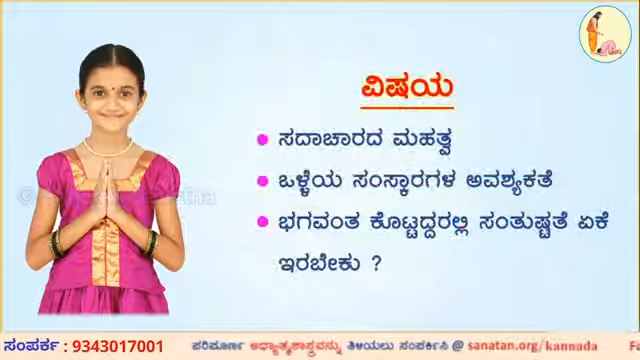 ವಿಷಯ
ಸದಾಚಾರದ ಮಹತ್ವ
ಒಳ್ಳೆಯ ಸಂಸ್ಕಾರಗಳ ಅವಶ್ಯಕತೆ
ಭಗವಂತ ಕೊಟ್ಟದ್ದರಲ್ಲಿ ಸಂತುಷ್ಟತೆ ಏಕೆ
ಇರಬೇಕು ?
ಸಂಪರ್ಕ : 9343017001 ಪರಿಪೂರ್ಣ ಅಧ್ಯಾತ್ಮಶಾಸ್ತ್ರವನ್ನು ತಿಳಿಯಲು ಸಂಪರ್ಕಿಸಿ @ sanatan.org/kannada